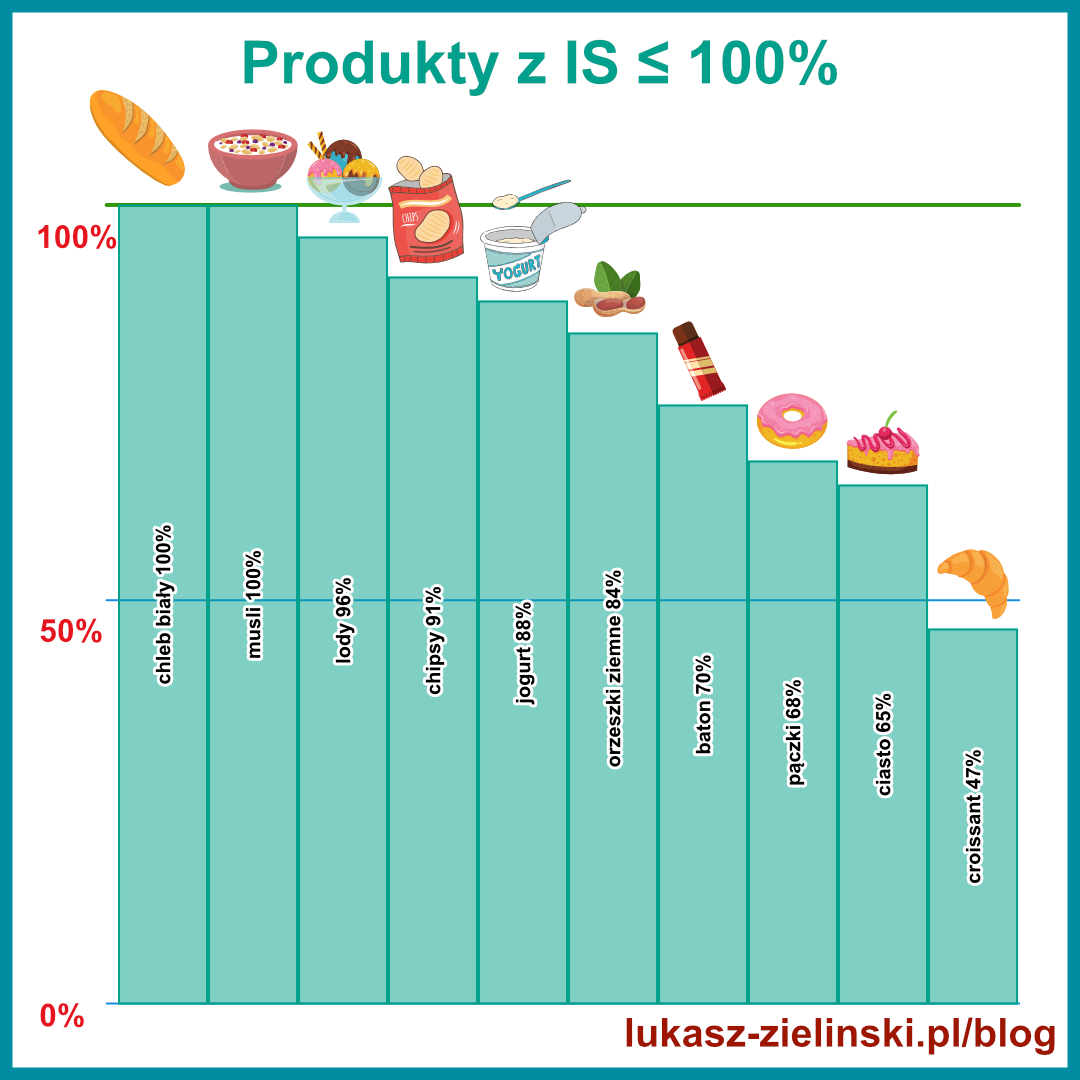 Produkty z IS ≤ 100%
CHIPS
YOGURT
100%
50%
0%
chleb biały 100%
musli 100%
lody 96%
chipsy 91%
jogurt 88%
orzeszki ziemne 84%
baton 70%
pączki 68%
ciasto 65%
croissant 47%
lukasz-zielinski.pl/blog